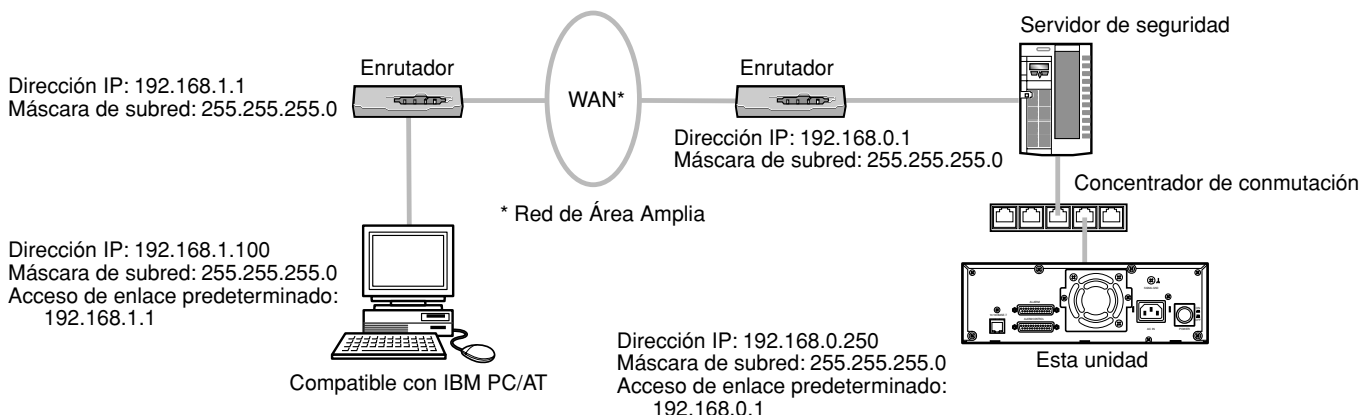 Servidor de seguridad
Enrutador
Enrutador
Dirección IP: 192.168.1.1
Máscara de subred: 255.255.255.0
WAN*
Dirección IP: 192.168.0.1
Máscara de subred: 255.255.255.0
Concentrador de conmutación
* Red de Área Amplia
Dirección IP: 192.168.1.100
Máscara de subred: 255.255.255.0
Acceso de enlace predeterminado:
192.168.1.1
Compatible con IBM PC/AT
Dirección IP: 192.168.0.250
Máscara de subred: 255.255.255.0
Acceso de enlace predeterminado:
192.168.0.1
Esta unidad